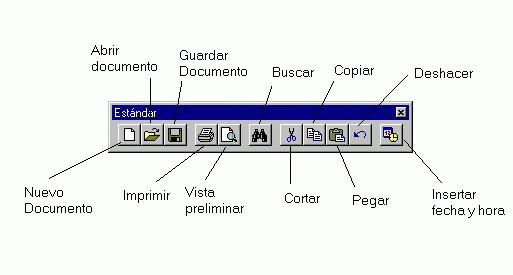 Abrir
documento
Guardar
Documento
Buscar
Copiar
Deshacer
Estándar
Nuevo
Documento
Imprimir
Vista
preliminar
Cortar
Pegar
Insertar
fecha y hora